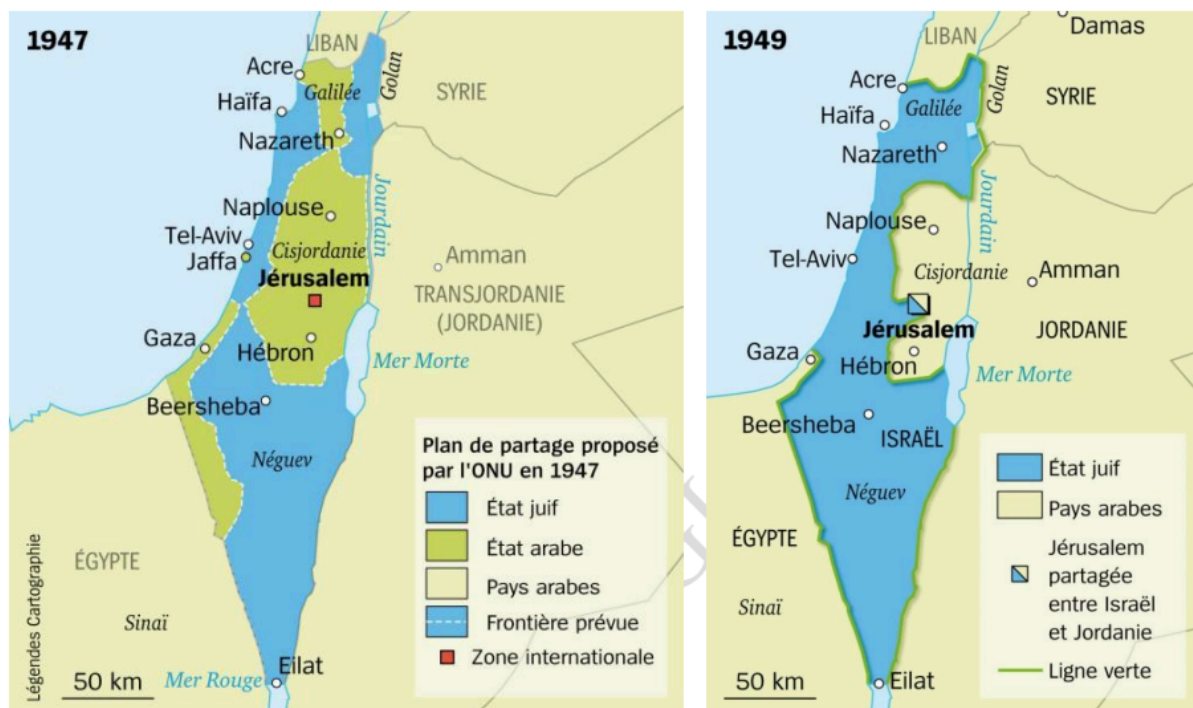 1947
LIBAN
Acre
Galilée
Golan
SYRIE
Haïfa
Nazareth
Jourdain
Naplouse
Tel-Aviv
Cisjordanie
Jaffa
Amman
Jérusalem
TRANSJORDANIE
(JORDANIE)
Gaza
Hébron
Mer Morte
Beersheba
Néguev
ÉGYPTE
Sinaï
Mer Rouge
Eilat
50 km
Légendes Cartographie
Plan de partage proposé
par l'ONU en 1947
État juif
État arabe
Pays arabes
Frontière prévue
Zone internationale
1949
LIBAN
Damas
Acre
Galilée
Golan
SYRIE
Haïfa
Nazareth
Jourdain
Naplouse
Tel-Aviv
Cisjordanie
Amman
Jérusalem
JORDANIE
Gaza
Hébron
Mer Morte
Beersheba
ISRAËL
Néguev
ÉGYPTE
Sinaï
Eilat
50 km
État juif
Pays arabes
Jérusalem
partagée
entre Israël
et Jordanie
Ligne verte